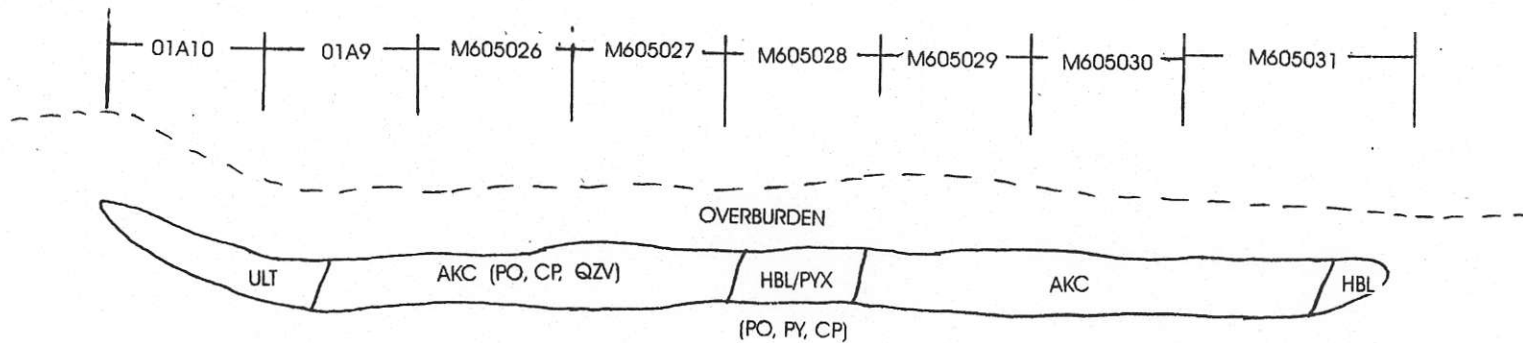 01A10 01A9 M605026 M605027 M605028 M605029 M605030 M605031
OVERBURDEN
ULT AKC (PO, CP, QZV) HBL/PYX AKC HBL
(PO, PY, CP)